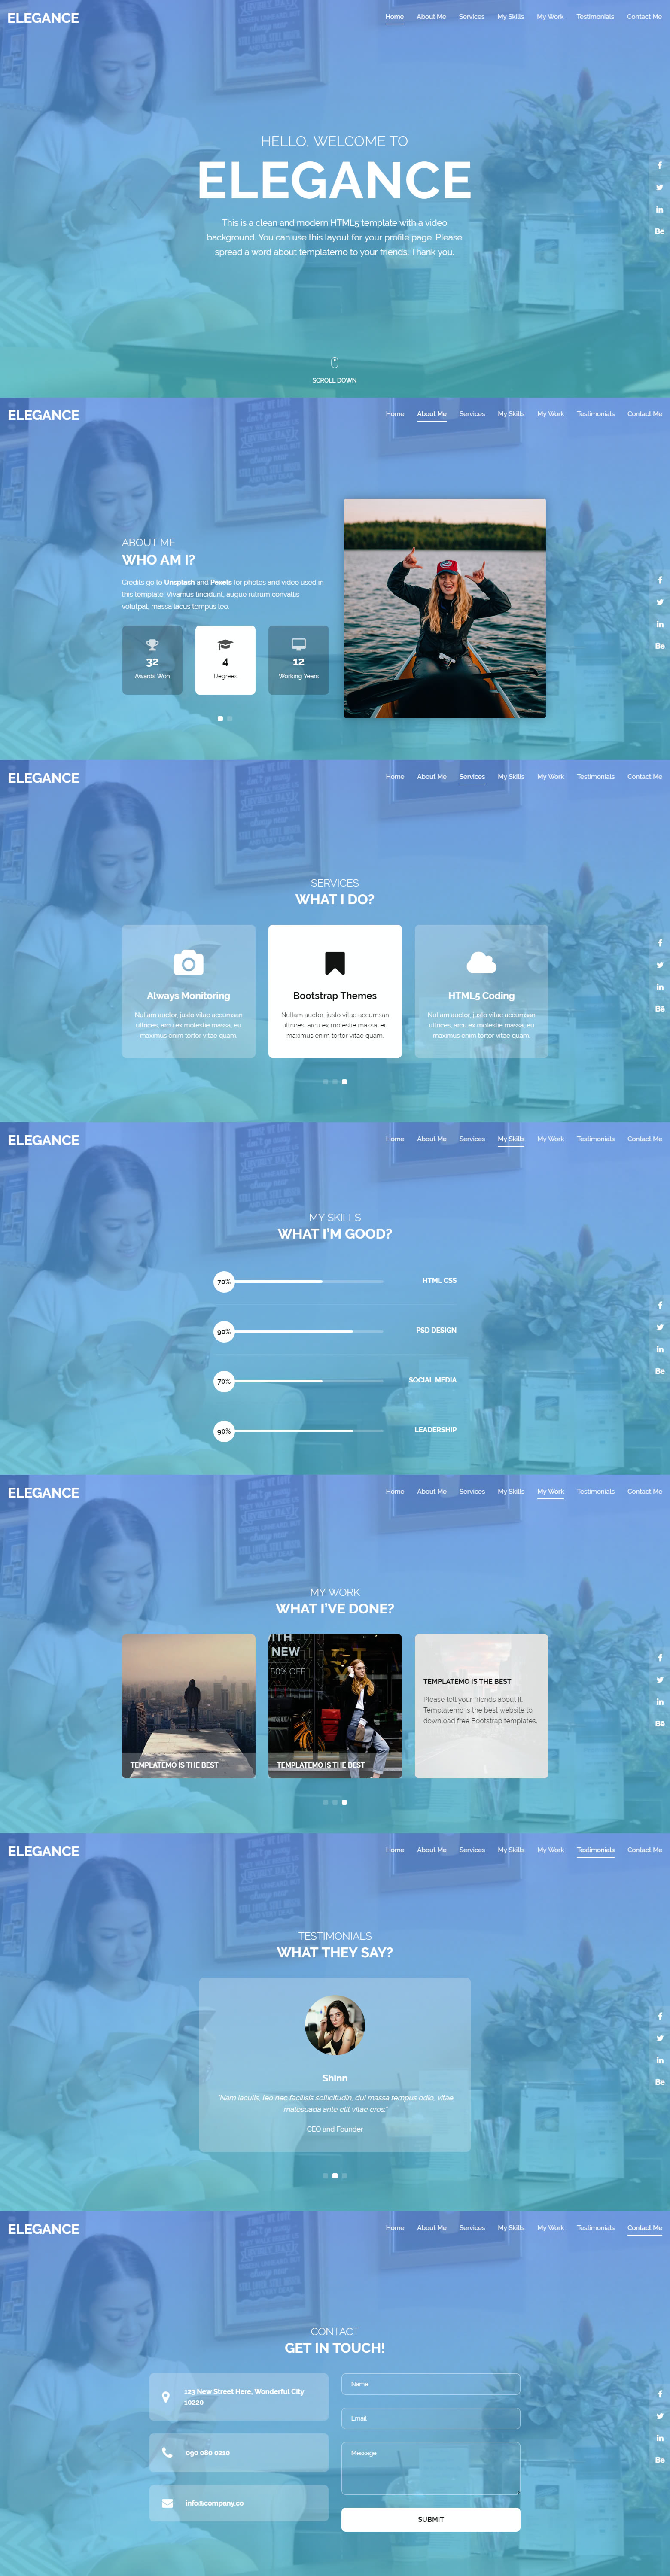 ELEGANCE
Home About Me Services My Skills My Work Testimonials Contact Me
HELLO, WELCOME TO
ELEGANCE
This is a clean and modern HTML5 template with a video
background. You can use this layout for your profile page. Please
spread a word about templatemo to your friends. Thank you.
SCROLL DOWN
ELEGANCE
Home About Me Services My Skills My Work Testimonials Contact Me
ABOUT ME
WHO AM I?
Credits go to Unsplash and Pexels for photos and video used in
this template. Vivamus tincidunt, augue rutrum convallis
volutpat, massa lacus tempus leo.
32
Awards Won
4
Degrees
12
Working Years
ELEGANCE
Home About Me Services My Skills My Work Testimonials Contact Me
SERVICES
WHAT I DO?
Always Monitoring
Nullam auctor, justo vitae accumsan
ultrices, arcu ex molestie massa, eu
maximus enim tortor vitae quam.
Bootstrap Themes
Nullam auctor, justo vitae accumsan
ultrices, arcu ex molestie massa, eu
maximus enim tortor vitae quam.
HTML5 Coding
Nullam auctor, justo vitae accumsan
ultrices, arcu ex molestie massa, eu
maximus enim tortor vitae quam.
ELEGANCE
Home About Me Services My Skills My Work Testimonials Contact Me
MY SKILLS
WHAT I'M GOOD?
70% HTML CSS
90% PSD DESIGN
70% SOCIAL MEDIA
90% LEADERSHIP
ELEGANCE
Home About Me Services My Skills My Work Testimonials Contact Me
MY WORK
WHAT I'VE DONE?
TEMPLATEMO IS THE BEST
ITH
NEW
50% OFF
TEMPLATEMO IS THE BEST
TEMPLATEMO IS THE BEST
Please tell your friends about it.
Templatemo is the best website to
download free Bootstrap templates.
ELEGANCE
Home About Me Services My Skills My Work Testimonials Contact Me
TESTIMONIALS
WHAT THEY SAY?
Shinn
"Nam iaculis, leo nec facilisis sollicitudin, dui massa tempus odio, vitae
malesuada ante elit vitae eros."
CEO and Founder
ELEGANCE
Home About Me Services My Skills My Work Testimonials Contact Me
CONTACT
GET IN TOUCH!
123 New Street Here, Wonderful City
10220
090 080 0210
info@company.co
Name
Email
Message
SUBMIT